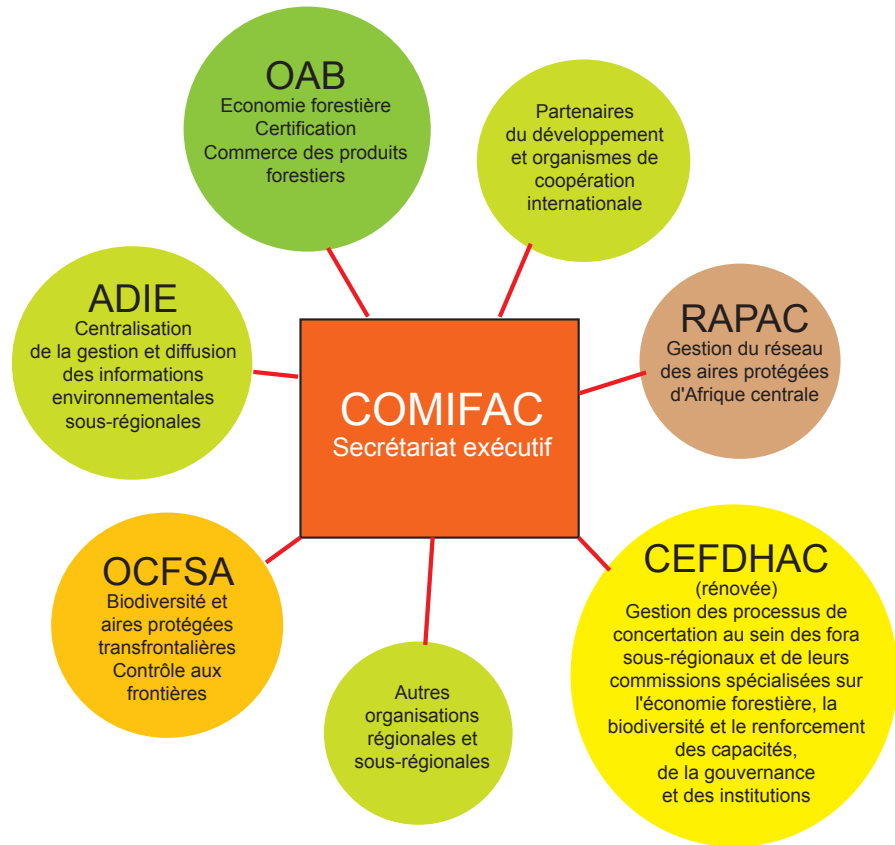 OAB
Economie forestière
Certification
Commerce des produits
forestiers
Partenaires
du développement
et organismes de
coopération
internationale
ADIE
Centralisation
de la gestion et diffusion
des informations
environnementales
sous-régionales
RAPAC
Gestion du réseau
des aires protégées
d'Afrique centrale
COMIFAC
Secrétariat exécutif
OCFSA
Biodiversité et
aires protégées
transfrontalières
Contrôle aux
frontières
Autres
organisations
régionales et
sous-régionales
CEFDHAC
(rénovée)
Gestion des processus de
concertation au sein des fora
sous-régionaux et de leurs
commissions spécialisées sur
l'économie forestière, la
biodiversité et le renforcement
des capacités,
de la gouvernance
et des institutions